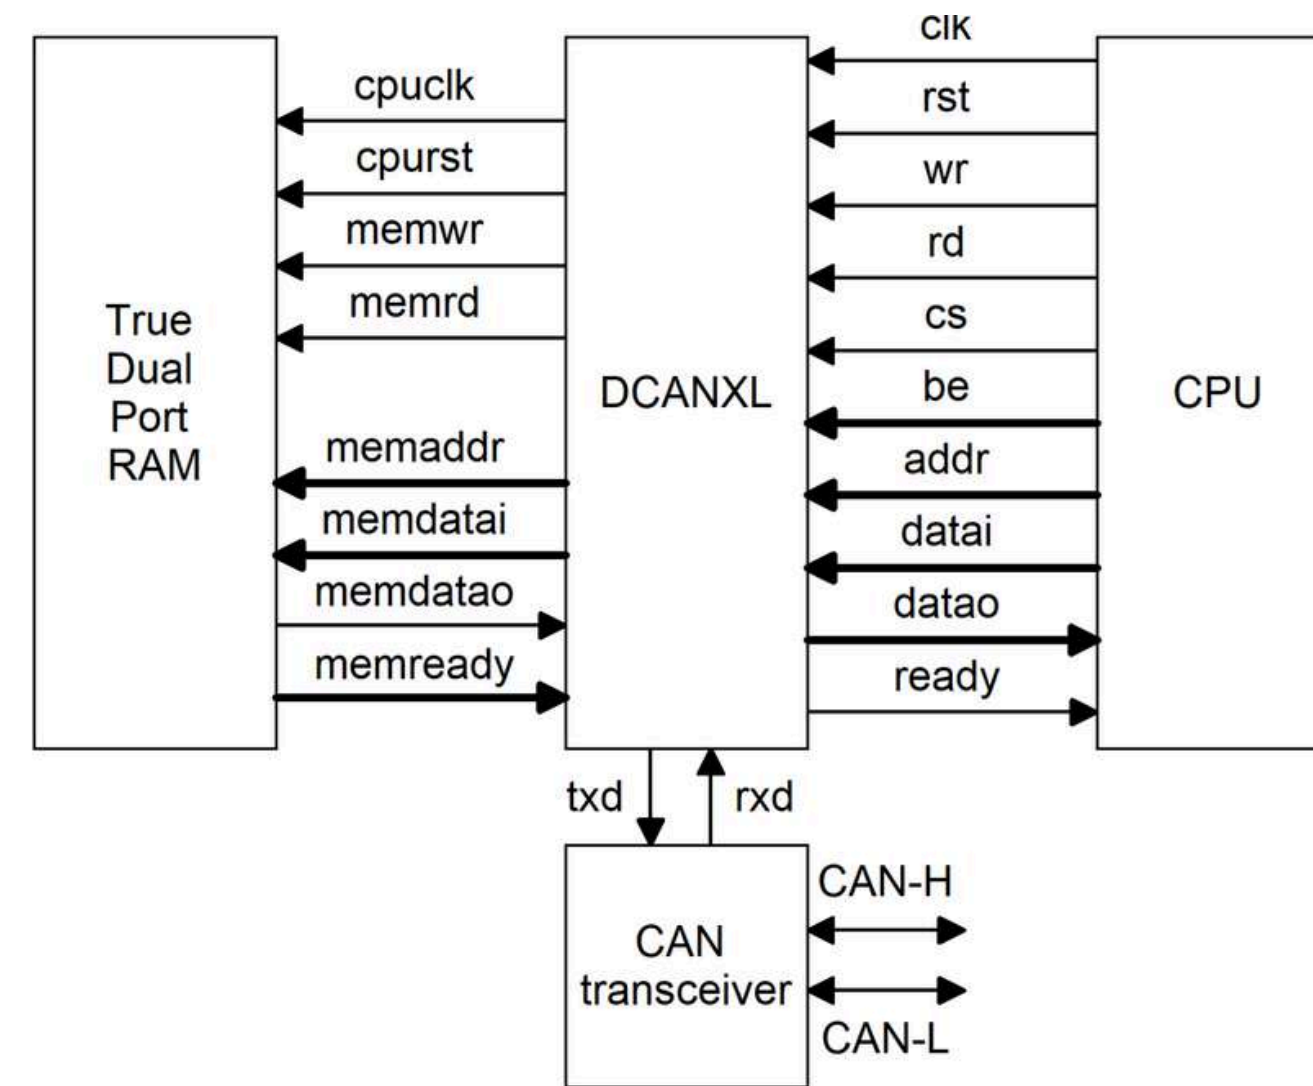 clk
cpuclk
rst
cpurst
wr
memwr
rd
memrd
cs
True
Dual
Port
RAM
DCANXL
be
CPU
memaddr
addr
memdatai
datai
memdatao
datao
memready
ready
txd
rxd
CAN-H
CAN
transceiver
CAN-L